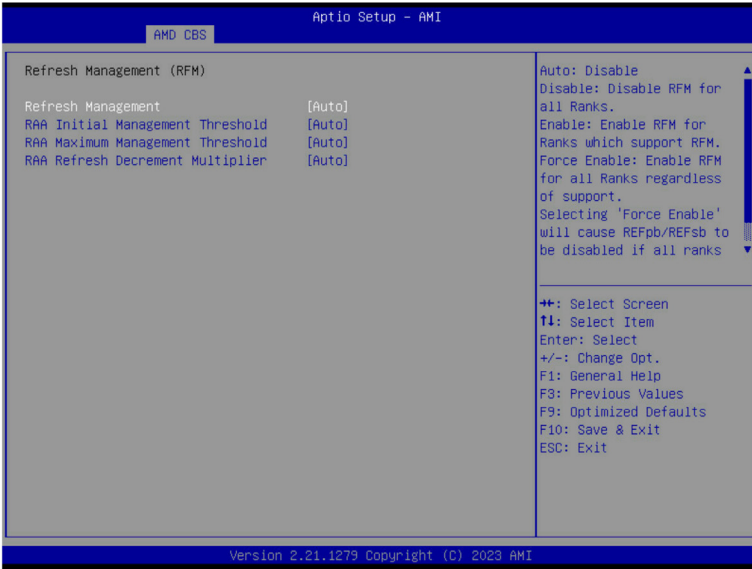 Aptio Setup - AMI
AMD CBS
Refresh Management (RFM)
Refresh Management [Auto]
RAA Initial Management Threshold [Auto]
RAA Maximum Management Threshold [Auto]
RAA Refresh Decrement Multiplier [Auto]
Auto: Disable
Disable: Disable RFM for
all Ranks.
Enable: Enable RFM for
Ranks which support RFM.
Force Enable: Enable RFM
for all Ranks regardless
of support.
Selecting 'Force Enable'
will cause REFpb/REFsb to
be disabled if all ranks
→←: Select Screen
↑↓: Select Item
Enter: Select
+/-: Change Opt.
F1: General Help
F3: Previous Values
F9: Optimized Defaults
F10: Save & Exit
ESC: Exit
Version 2.21.1279 Copyright (C) 2023 AMI